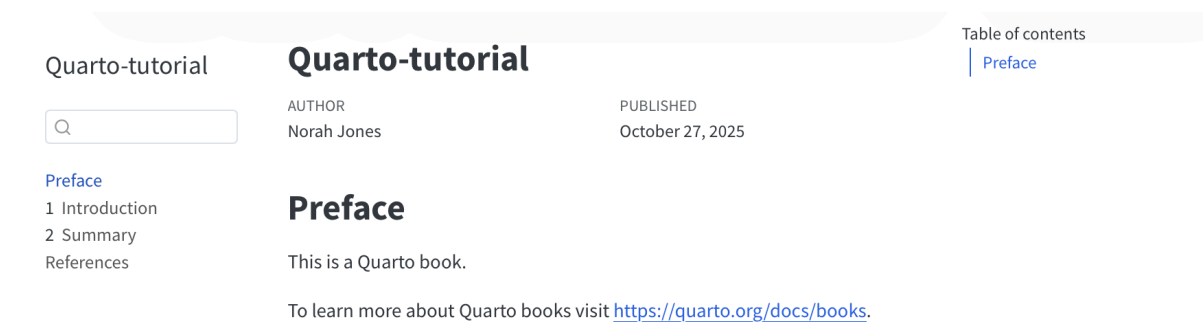 Quarto-tutorial
Preface
1 Introduction
2 Summary
References
Quarto-tutorial
AUTHOR
Norah Jones
PUBLISHED
October 27, 2025
Preface
This is a Quarto book.
To learn more about Quarto books visit https://quarto.org/docs/books.
Table of contents
Preface